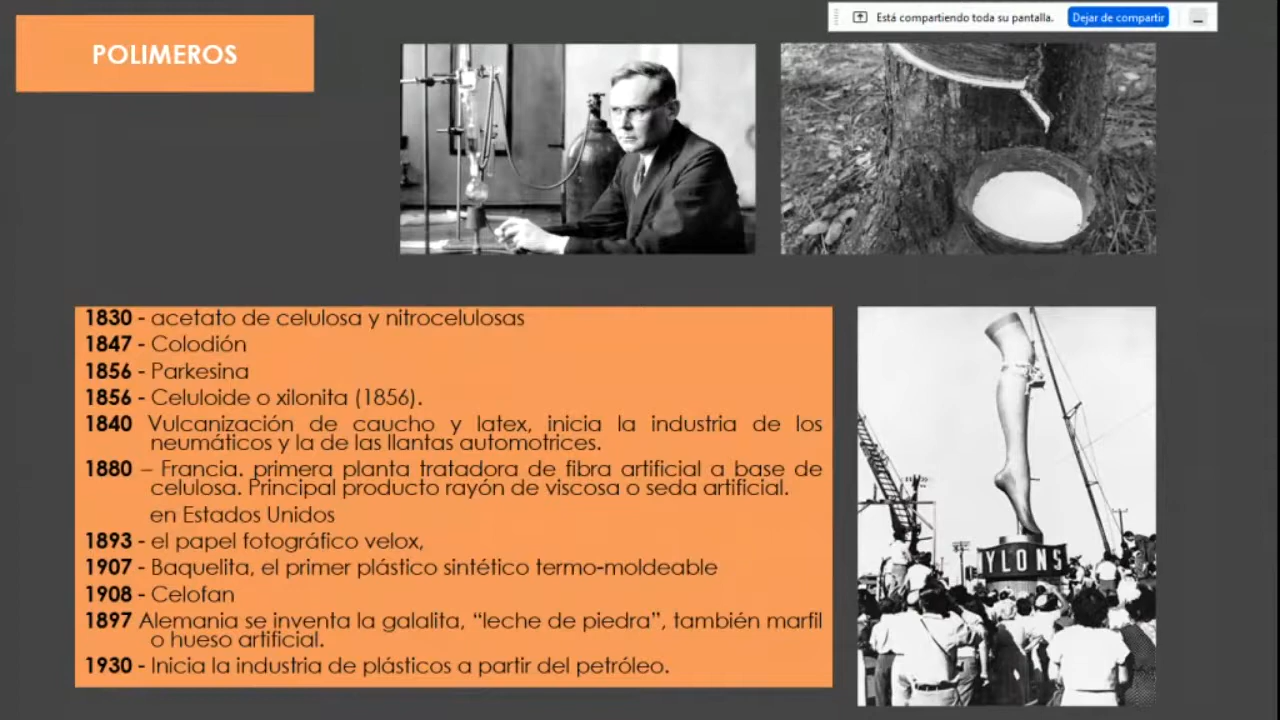 Está compartiendo toda su pantalla. Dejar de compartir
POLIMEROS
1830 - acetato de celulosa y nitrocelulosas
1847 - Colodión
1856 - Parkesina
1856 - Celuloide o xilonita (1856).
1840 Vulcanización de caucho y latex, inicia la industria de los
neumáticos y la de las llantas automotrices.
1880 – Francia. primera planta tratadora de fibra artificial a base de
celulosa. Principal producto rayón de viscosa o seda artificial.
en Estados Unidos
1893 - el papel fotográfico velox,
1907 - Baquelita, el primer plástico sintético termo-moldeable
1908 - Celofan
1897 Alemania se inventa la galalita, “leche de piedra”, también marfil
o hueso artificial.
1930 - Inicia la industria de plásticos a partir del petróleo.
YLONS